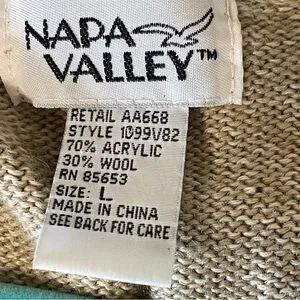 NAPA
VALLEY™
RETAIL AA668
STYLE 1099V82
70% ACRYLIC
30% WOOL
RN 85653
SIZE: L
MADE IN CHINA
SEE BACK FOR CARE